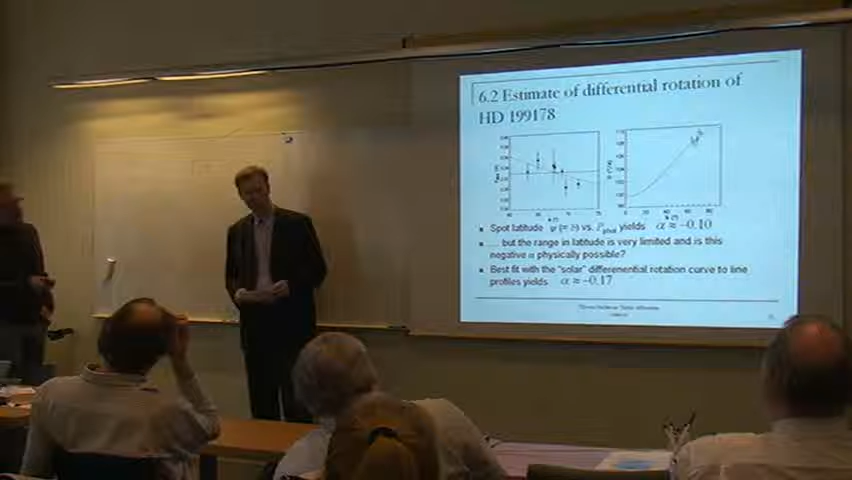 6.2 Estimate of differential rotation of
HD 199178
Spot latitude ψ (= θ) vs. P_phot yields α ≈ -0.10
... but the range in latitude is very limited and is this
negative α physically possible?
Best fit with the "solar" differenential rotation curve to line
profiles yields α ≈ -0.17